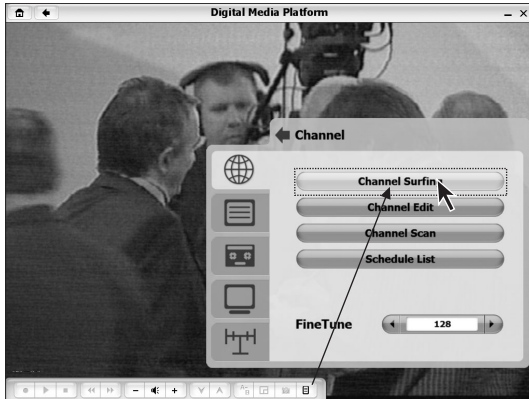 Digital Media Platform
Channel
Channel Surfing
Channel Edit
Channel Scan
Schedule List
FineTune
128